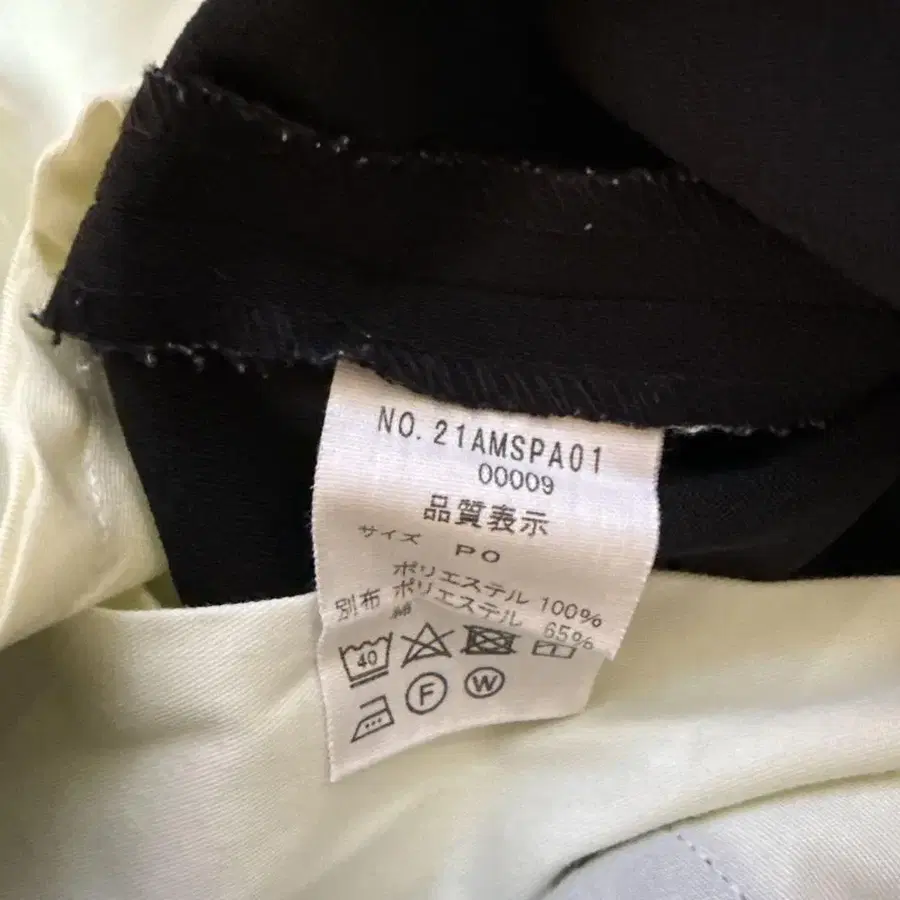 NO. 21AMSPA01
00009
品質表示
サイズ PO
ポリエステル 100%
別布 ポリエステル 65%
綿
40
F W